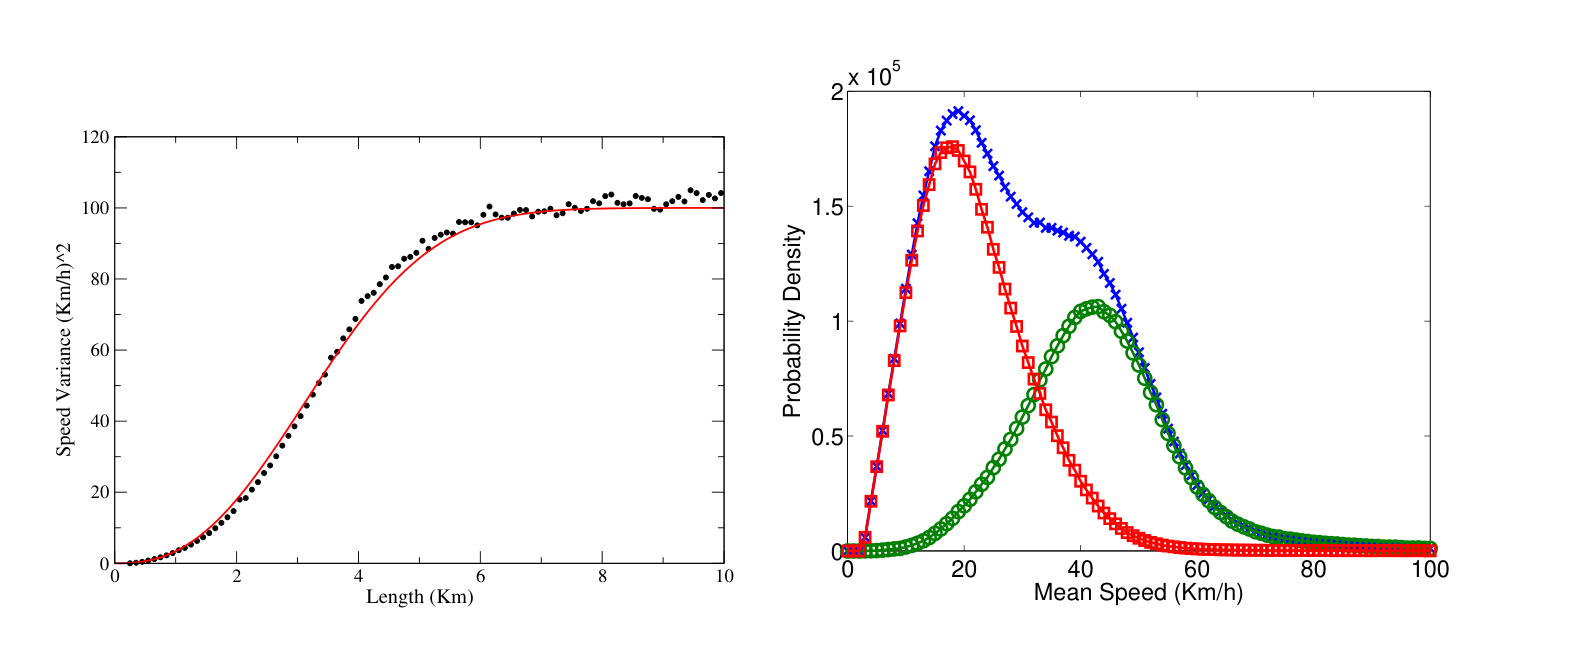 120
100
80
60
40
20
0
0 2 4 6 8 10
Speed Variance (Km/h)^2
Length (Km)
x 10^5
2
1.5
1
0.5
0
0 20 40 60 80 100
Probability Density
Mean Speed (Km/h)